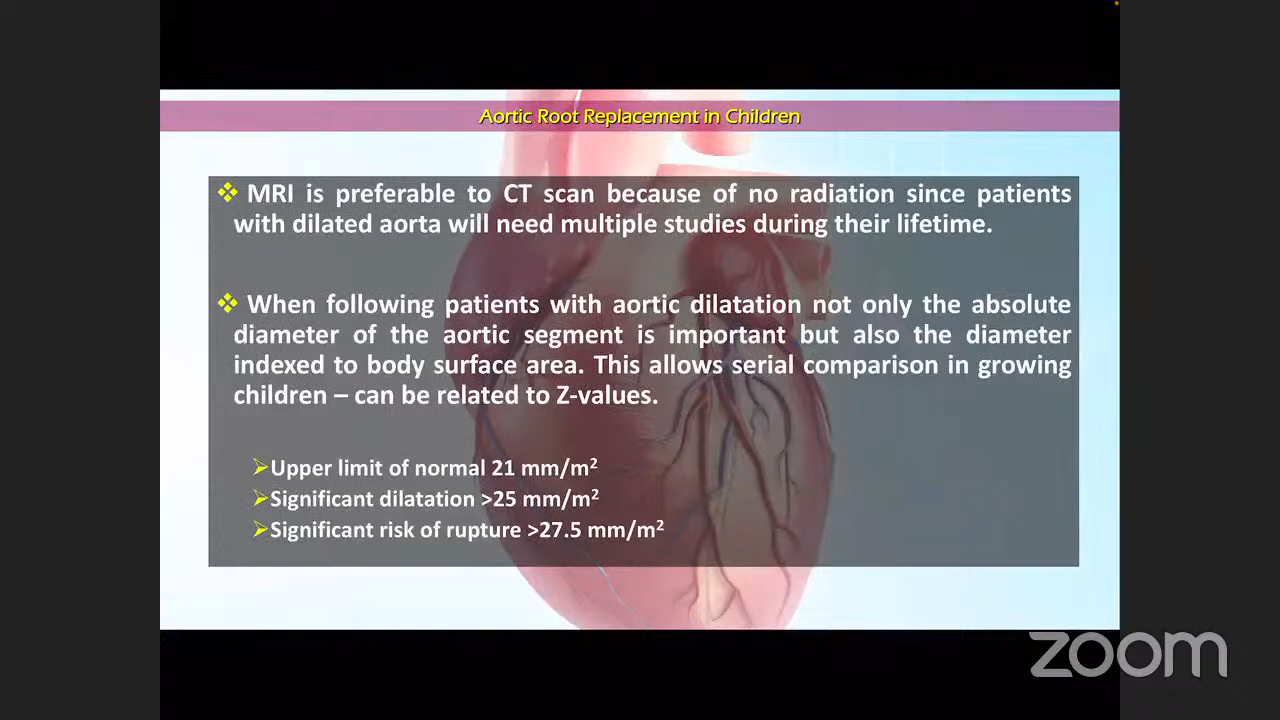 Aortic Root Replacement in Children
❖ MRI is preferable to CT scan because of no radiation since patients
with dilated aorta will need multiple studies during their lifetime.
❖ When following patients with aortic dilatation not only the absolute
diameter of the aortic segment is important but also the diameter
indexed to body surface area. This allows serial comparison in growing
children – can be related to Z-values.
➢Upper limit of normal 21 mm/m²
➢Significant dilatation >25 mm/m²
➢Significant risk of rupture >27.5 mm/m²
zoom